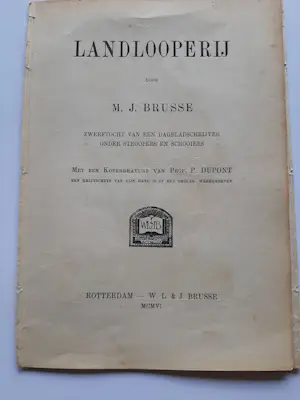 LANDLOOPERIJ
DOOR
M. J. BRUSSE
ZWERFTOCHT VAN EEN DAGBLADSCHRIJVER
ONDER STROOPERS EN SCHOOIERS
MET EEN KOPERGRAVURE VAN PROF. P. DUPONT
W L & J B
ROTTERDAM — W. L. & J. BRUSSE
MCMVI